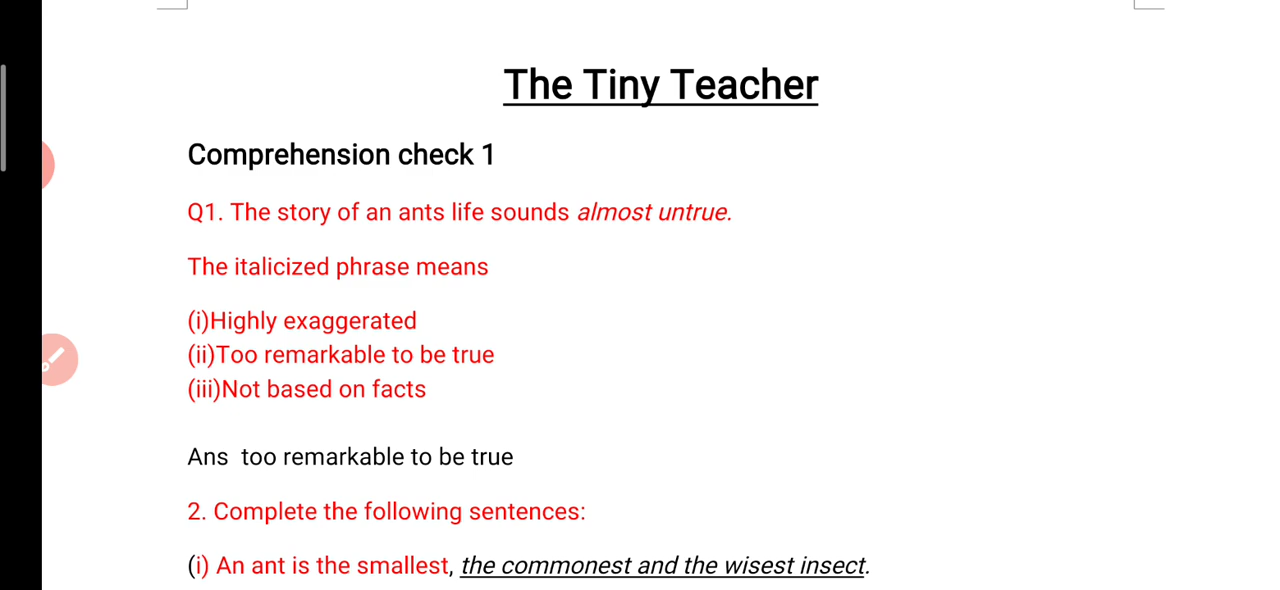 The Tiny Teacher
Comprehension check 1
Q1. The story of an ants life sounds almost untrue.
The italicized phrase means
(i)Highly exaggerated
(ii)Too remarkable to be true
(iii)Not based on facts
Ans  too remarkable to be true
2. Complete the following sentences:
(i) An ant is the smallest, the commonest and the wisest insect.